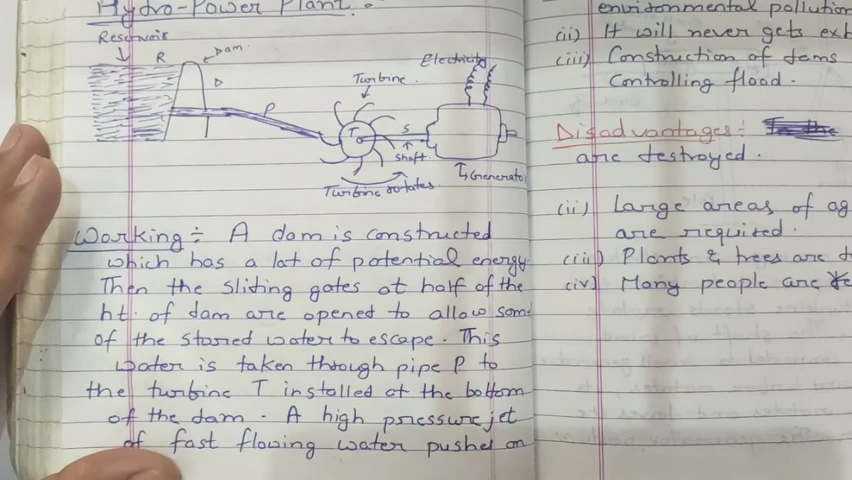 Hydro-Power Plant :
Reservoir
R
Dam
D
P
Turbine
T
S
shaft
Turbine rotates.
Electricity
Generator
Working ÷ A dam is constructed
which has a lot of potential energy
Then the sliding gates at half of the
ht. of dam are opened to allow some
of the stored water to escape. This
water is taken through pipe P to
the turbine T installed at the bottom
of the dam. A high pressure jet
of fast flowing water pushes on
environmental pollution
(ii) It will never gets
(iii) Construction of dams
Controlling flood.
Disadvantages :
are destroyed.
(ii) Large areas of ag
are required.
(iii) Plants & trees are
(iv) Many people are